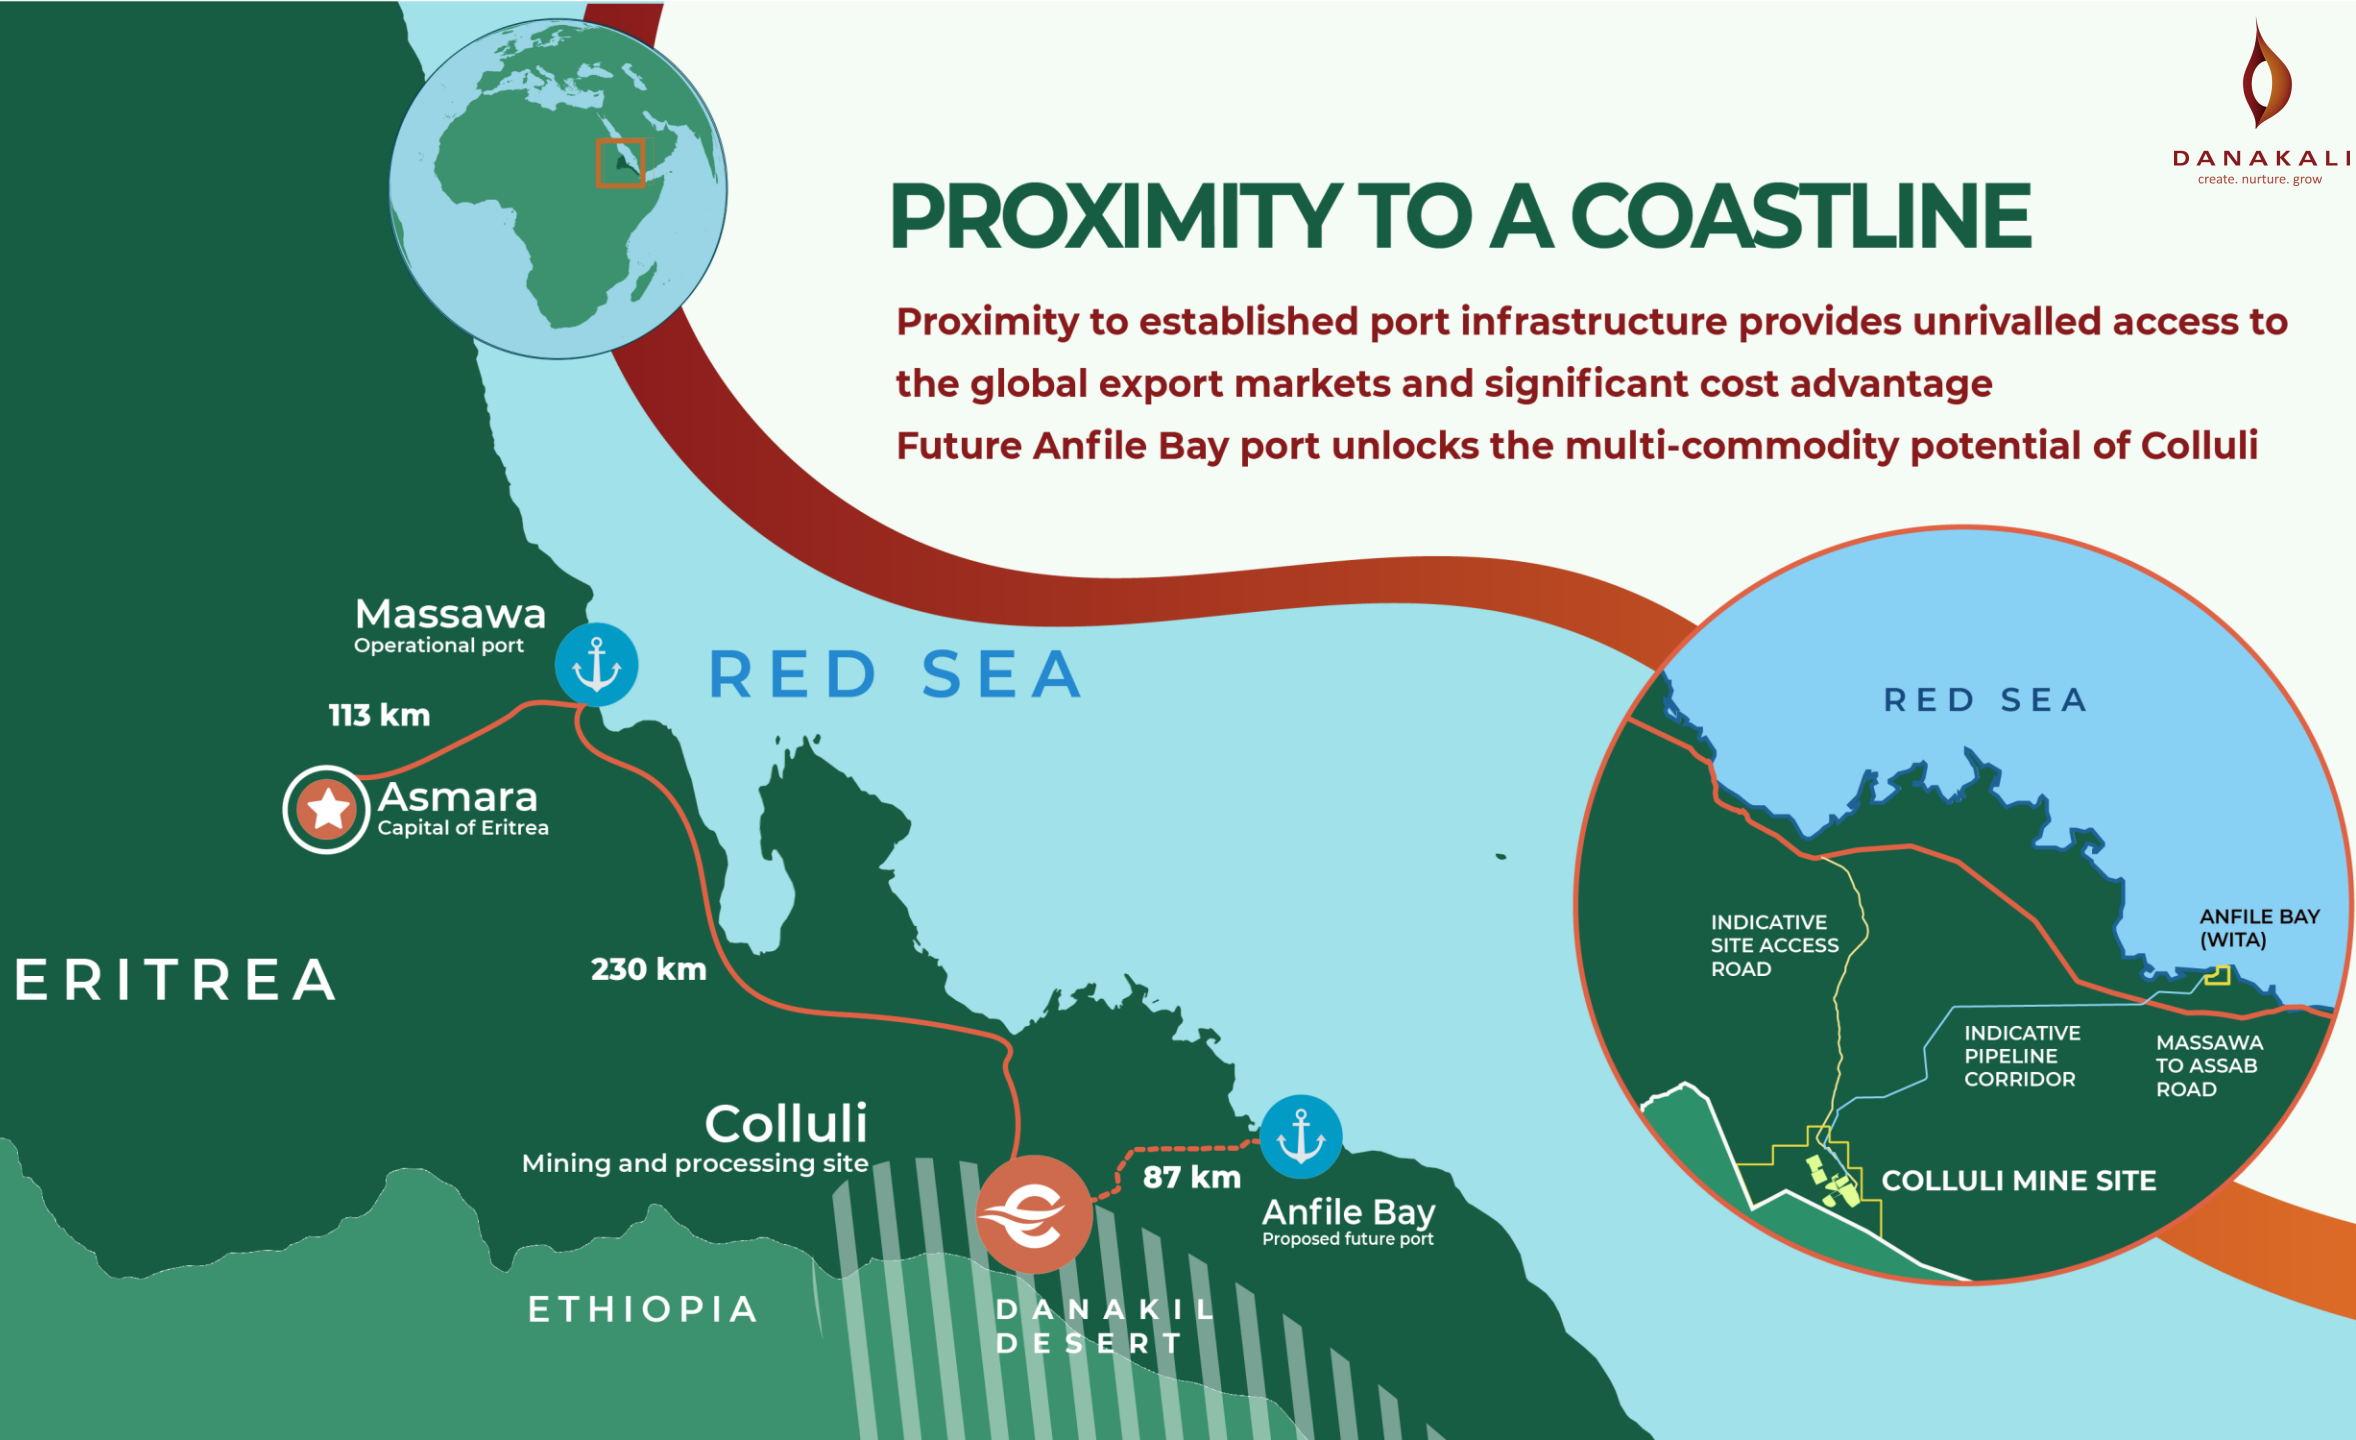 DANAKALI
create. nurture. grow
PROXIMITY TO A COASTLINE
Proximity to established port infrastructure provides unrivalled access to
the global export markets and significant cost advantage
Future Anfile Bay port unlocks the multi-commodity potential of Colluli
Massawa
Operational port
RED SEA
113 km
Asmara
Capital of Eritrea
230 km
ERITREA
Colluli
Mining and processing site
87 km
Anfile Bay
Proposed future port
ETHIOPIA
DANAKIL
DESERT
RED SEA
INDICATIVE
SITE ACCESS
ROAD
ANFILE BAY
(WITA)
INDICATIVE
PIPELINE
CORRIDOR
MASSAWA
TO ASSAB
ROAD
COLLULI MINE SITE